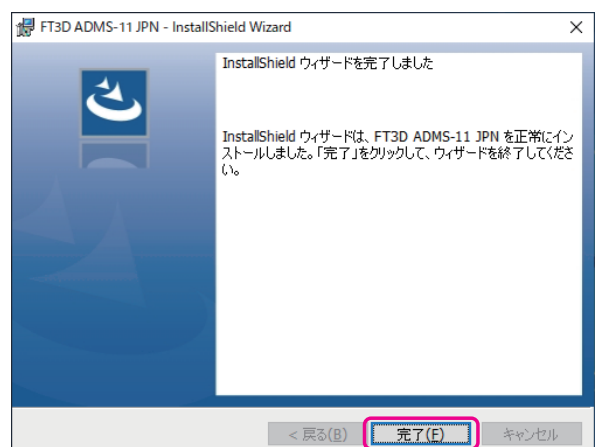 FT3D ADMS-11 JPN - InstallShield Wizard
InstallShield ウィザードを完了しました
InstallShield ウィザードは、FT3D ADMS-11 JPN を正常にイン
ストールしました。「完了」をクリックして、ウィザードを終了してくださ
い。
< 戻る(B) 完了(F) キャンセル